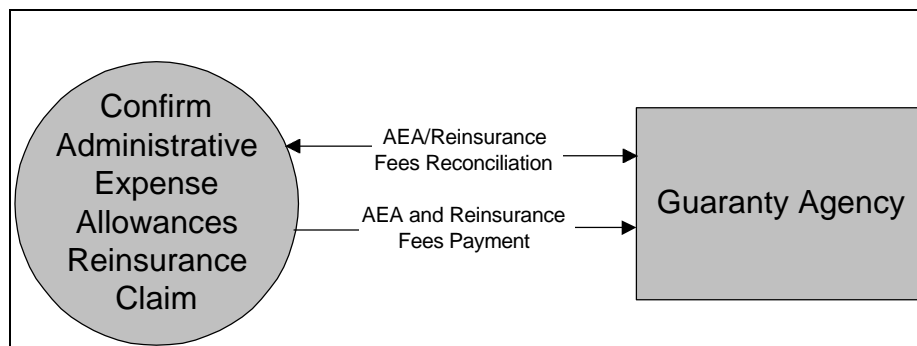 Confirm
Administrative
Expense
Allowances
Reinsurance
Claim
AEA/Reinsurance
Fees Reconciliation
AEA and Reinsurance
Fees Payment
Guaranty Agency